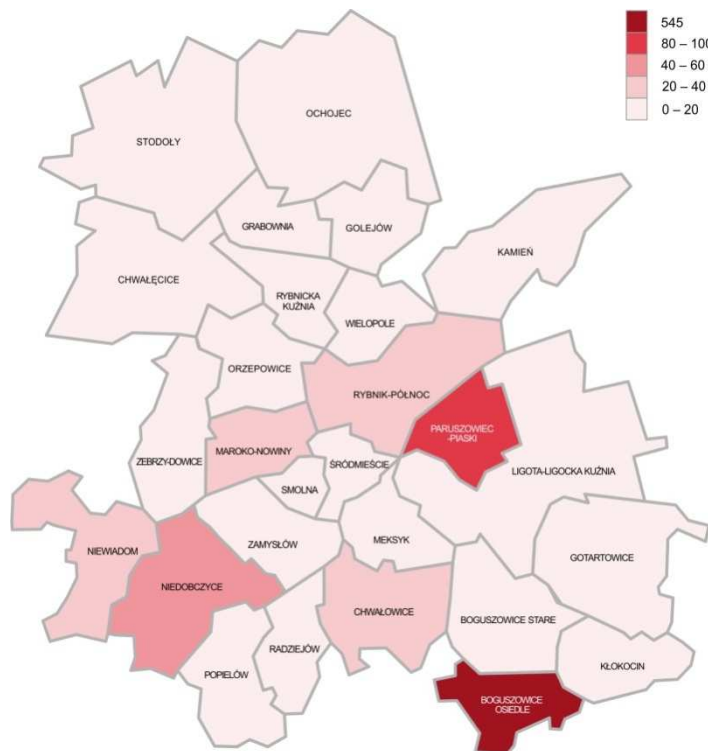 545
80 – 100
40 – 60
20 – 40
0 – 20
OCHOJEC
STODOŁY
GRABOWNIA
GOLEJÓW
KAMIEŃ
CHWAŁĘCICE
RYBNICKA
KUŹNIA
WIELOPOLE
ORZEPOWICE
RYBNIK-PÓŁNOC
PARUSZOWIEC
-PIASKI
MAROKO-NOWINY
ZEBRZY-DOWICE
ŚRÓDMIEŚCIE
LIGOTA-LIGOCKA KUŹNIA
SMOLNA
MEKSYK
ZAMYSŁÓW
NIEWIADOM
GOTARTOWICE
NIEDOBCZYCE
CHWAŁOWICE
BOGUSZOWICE STARE
RADZIEJÓW
KŁOKOCIN
POPIELÓW
BOGUSZOWICE
OSIEDLE